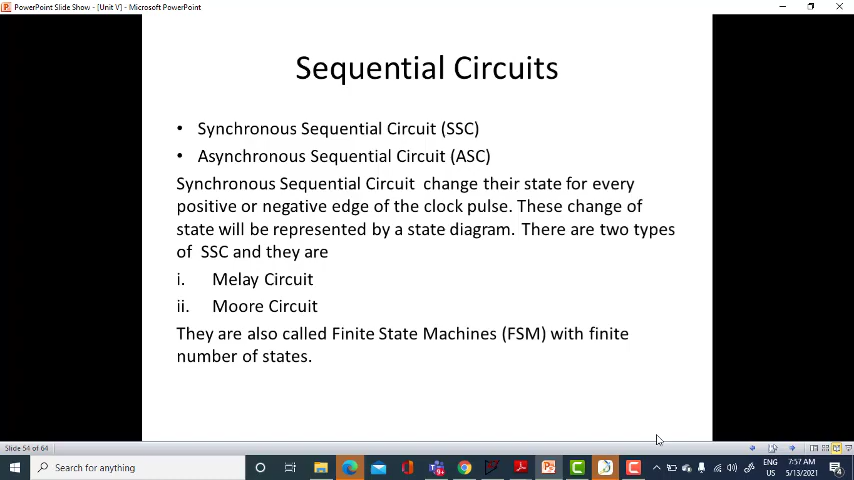 PowerPoint Slide Show - [Unit V] - Microsoft PowerPoint
Sequential Circuits
• Synchronous Sequential Circuit (SSC)
• Asynchronous Sequential Circuit (ASC)
Synchronous Sequential Circuit change their state for every
positive or negative edge of the clock pulse. These change of
state will be represented by a state diagram. There are two types
of SSC and they are
i. Melay Circuit
ii. Moore Circuit
They are also called Finite State Machines (FSM) with finite
number of states.
Slide 54 of 64
Search for anything
ENG
US
7:57 AM
5/13/2021